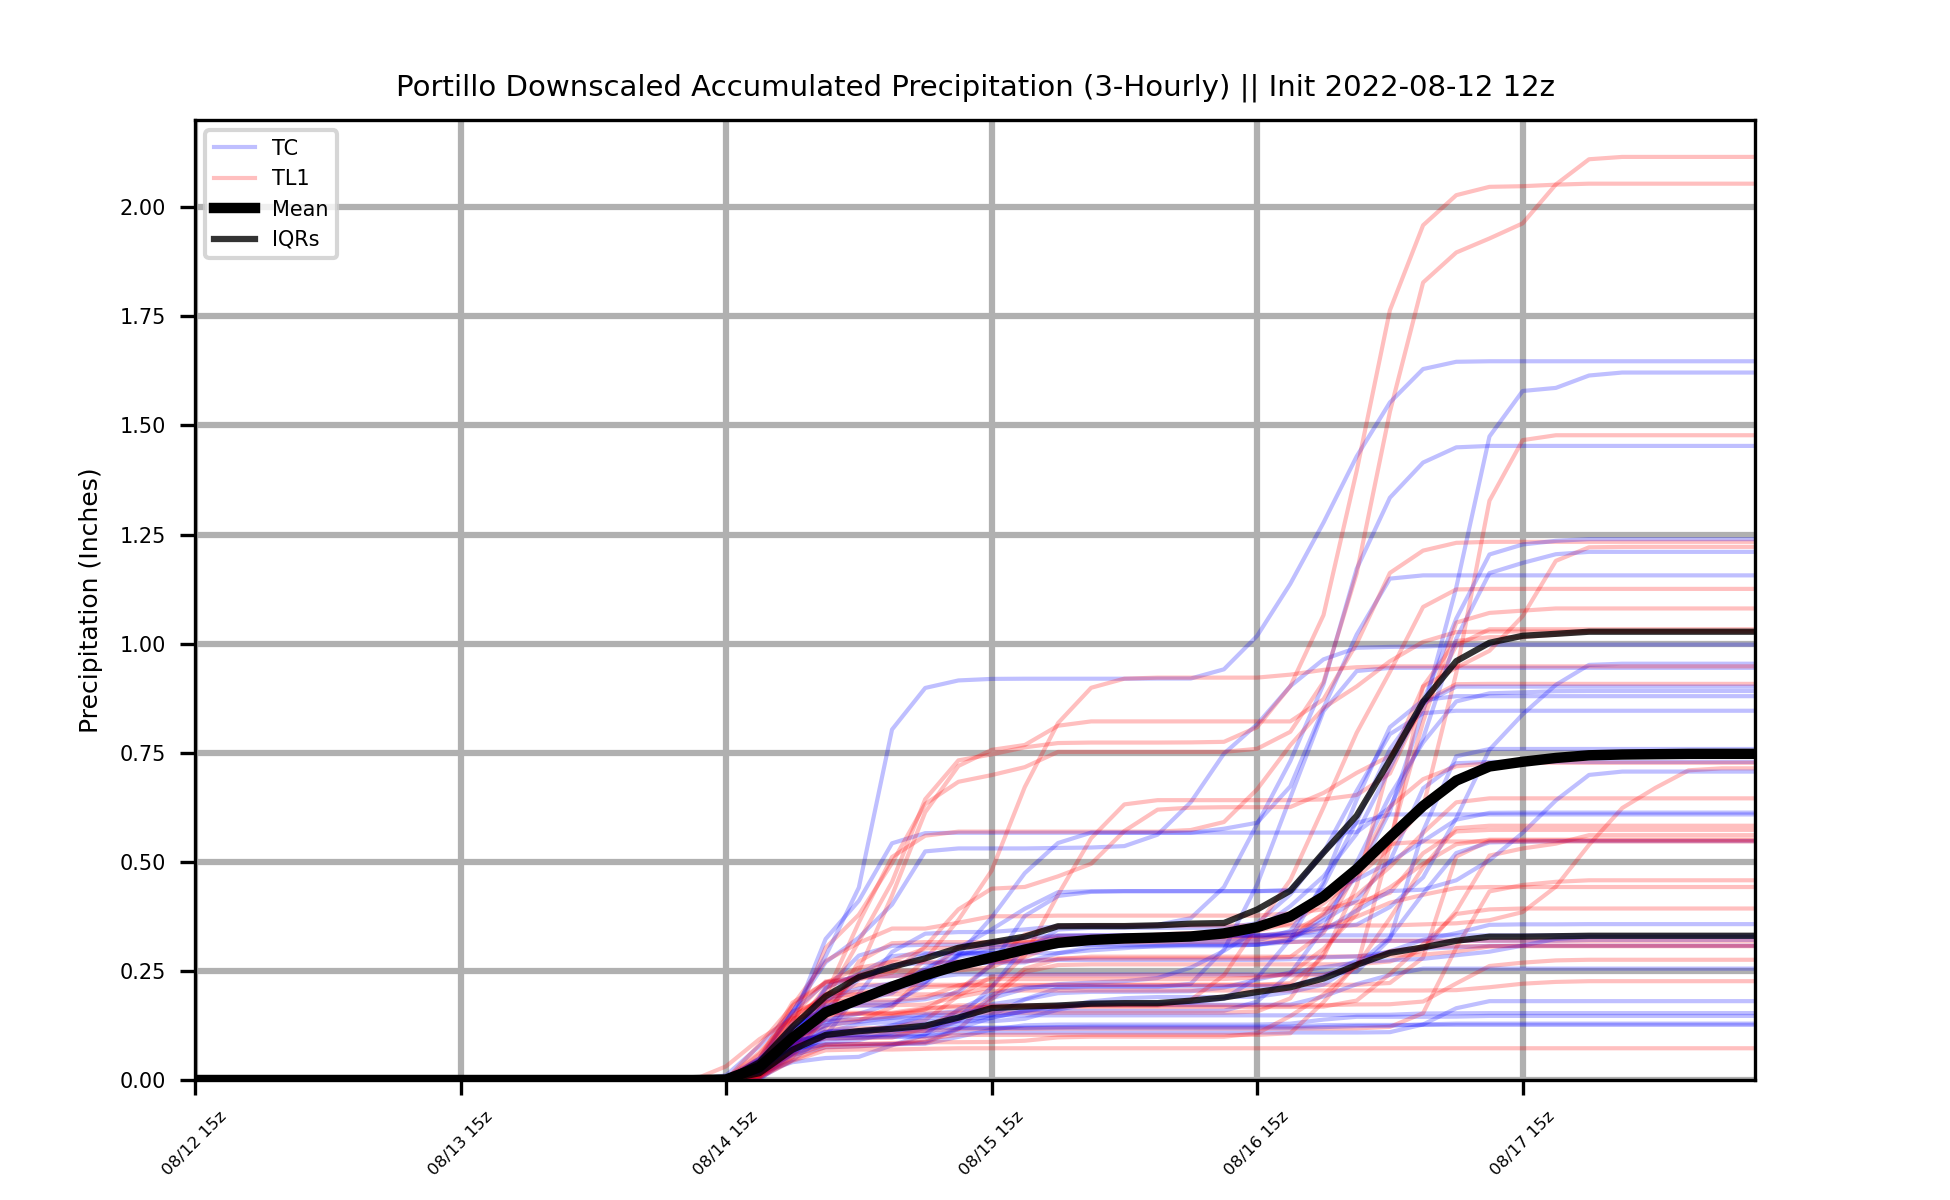 Portillo Downscaled Accumulated Precipitation (3-Hourly) || Init 2022-08-12 12z
TC
TL1
Mean
IQRs
Precipitation (Inches)
2.00
1.75
1.50
1.25
1.00
0.75
0.50
0.25
0.00
08/12 15z
08/13 15z
08/14 15z
08/15 15z
08/16 15z
08/17 15z